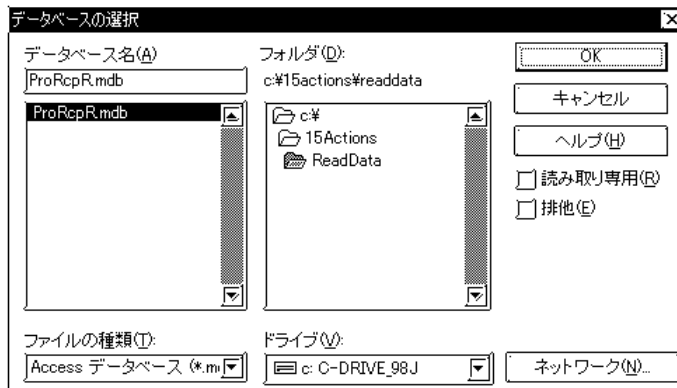 データベースの選択
データベース名(A)
ProRcpR.mdb
ProRcpR.mdb
ファイルの種類(T):
Access データベース (*.m
フォルダ(D):
c:¥15actions¥readdata
c:¥
15Actions
ReadData
ドライブ(V):
c: C-DRIVE_98J
OK
キャンセル
ヘルプ(H)
読み取り専用(R)
排他(E)
ネットワーク(N)...